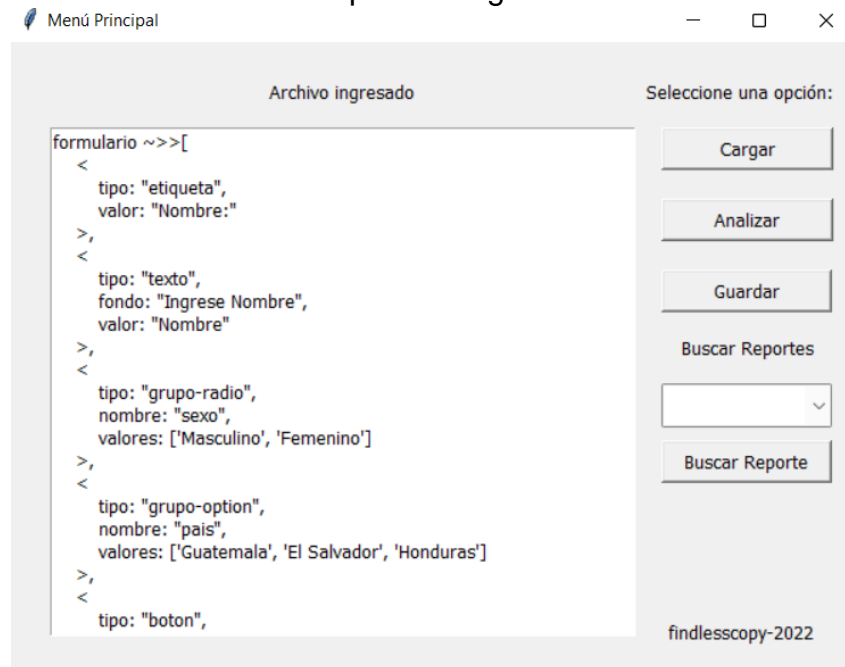 Menú Principal
Archivo ingresado
Seleccione una opción:
formulario ~>>[
<
tipo: "etiqueta",
valor: "Nombre:"
>,
<
tipo: "texto",
fondo: "Ingrese Nombre",
valor: "Nombre"
>,
<
tipo: "grupo-radio",
nombre: "sexo",
valores: ['Masculino', 'Femenino']
>,
<
tipo: "grupo-option",
nombre: "pais",
valores: ['Guatemala', 'El Salvador', 'Honduras']
>,
<
tipo: "boton",
Cargar
Analizar
Guardar
Buscar Reportes
Buscar Reporte
findlesscopy-2022